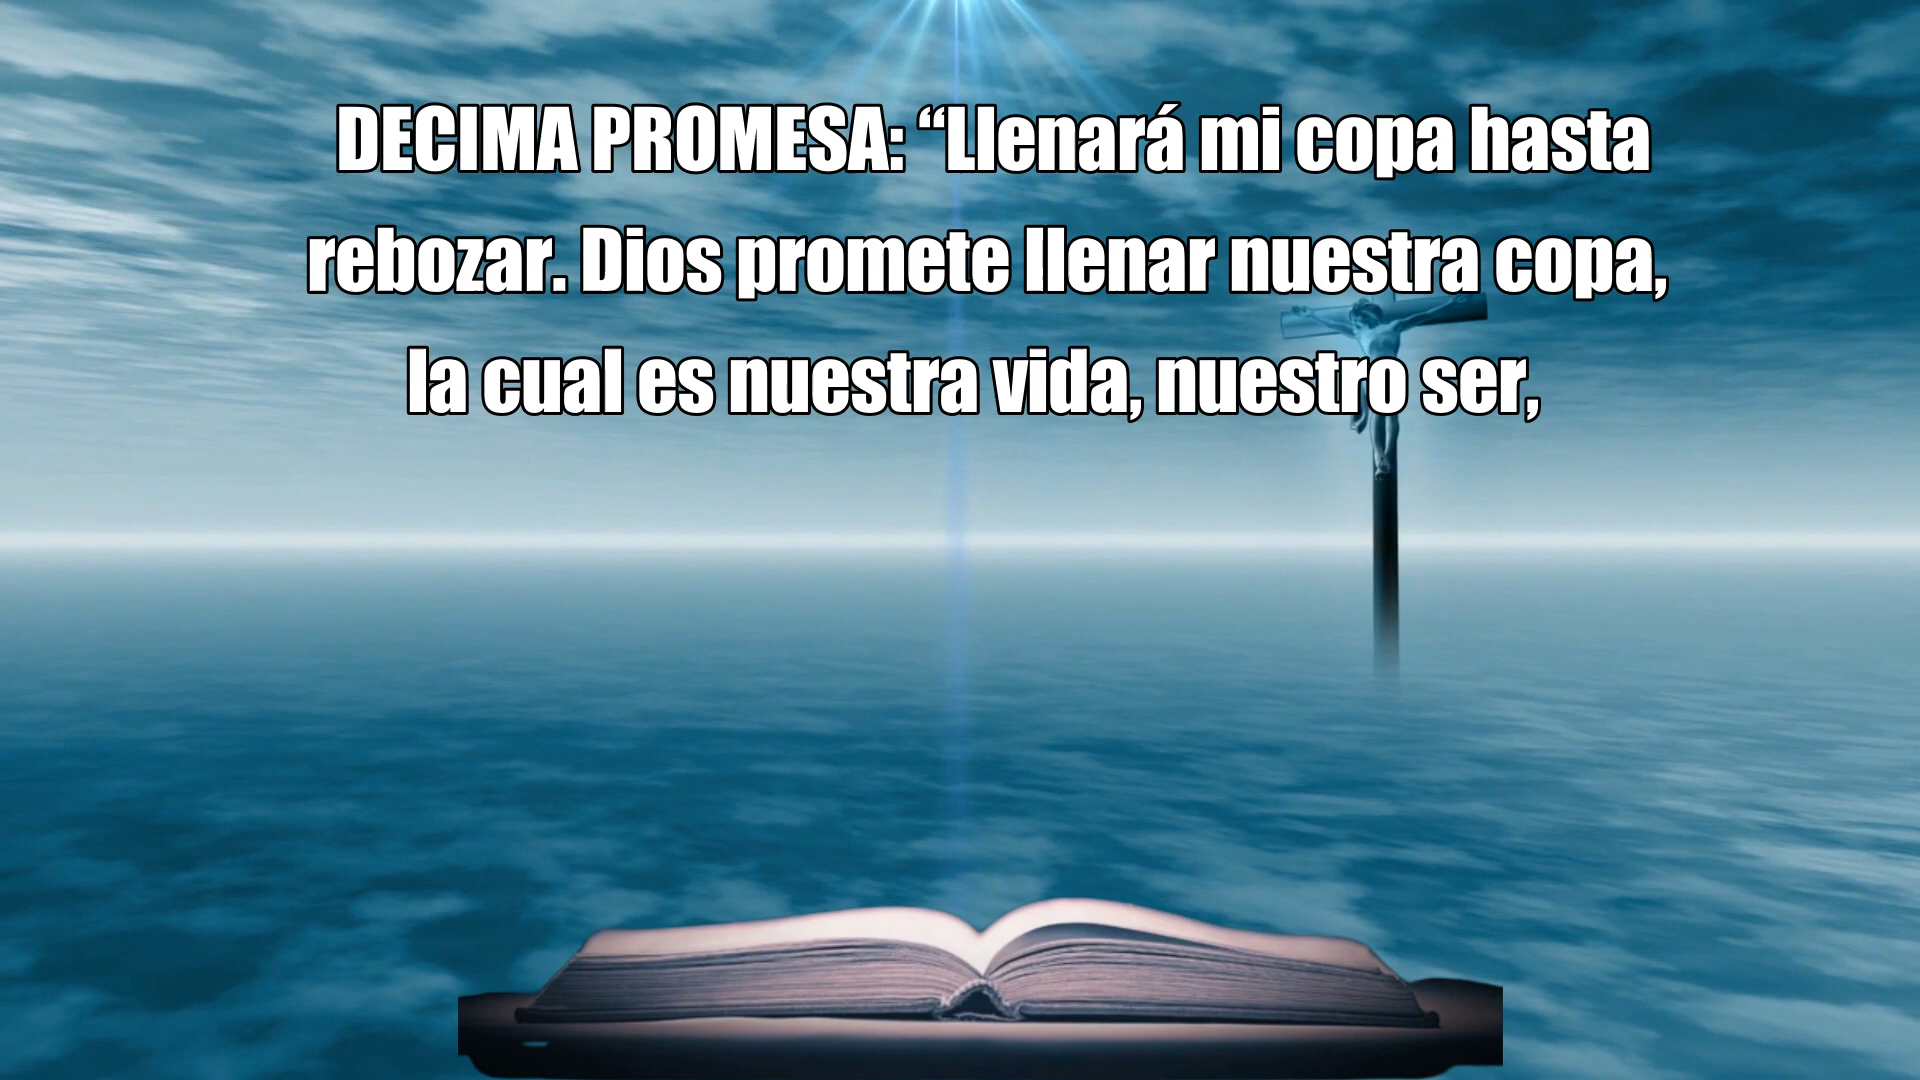 DECIMA PROMESA: “Llenará mi copa hasta
rebozar. Dios promete llenar nuestra copa,
la cual es nuestra vida, nuestro ser,